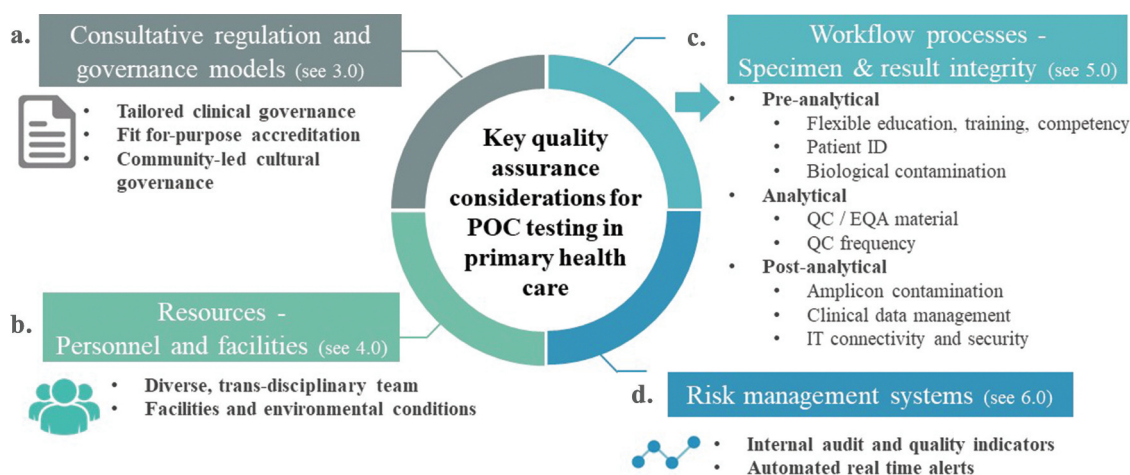 a.
Consultative regulation and
governance models (see 3.0)
• Tailored clinical governance
• Fit for-purpose accreditation
• Community-led cultural
governance
Key quality
assurance
considerations for
POC testing in
primary health
care
b.
Resources -
Personnel and facilities (see 4.0)
• Diverse, trans-disciplinary team
• Facilities and environmental conditions
c.
Workflow processes -
Specimen & result integrity (see 5.0)
• Pre-analytical
• Flexible education, training, competency
• Patient ID
• Biological contamination
• Analytical
• QC / EQA material
• QC frequency
• Post-analytical
• Amplicon contamination
• Clinical data management
• IT connectivity and security
d.
Risk management systems (see 6.0)
• Internal audit and quality indicators
• Automated real time alerts